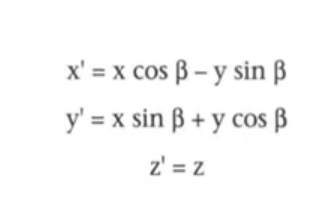 x' = x cos β – y sin β
y' = x sin β + y cos β
z' = z